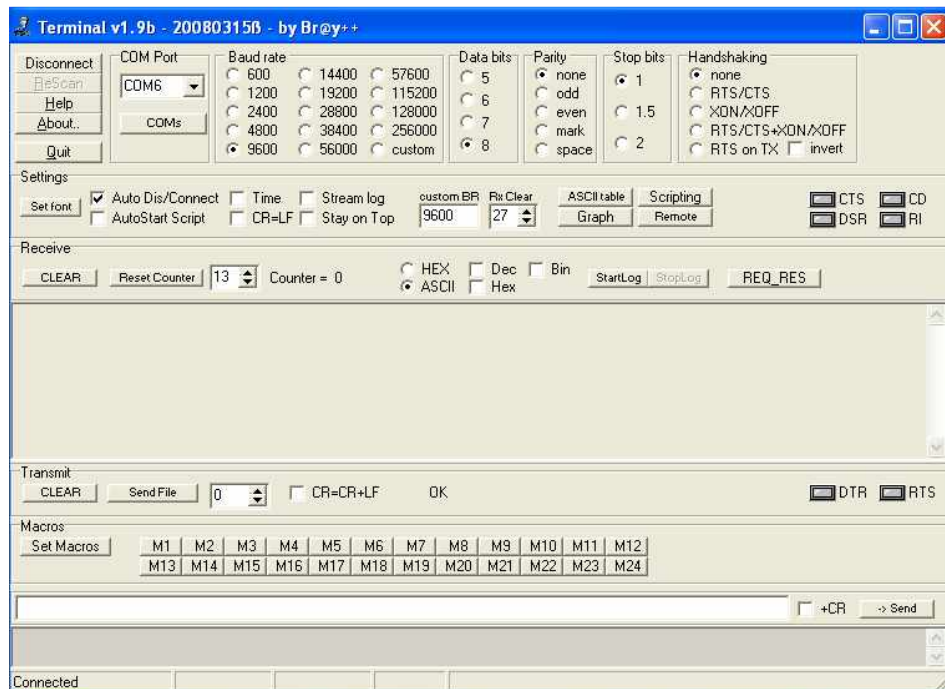 Terminal v1.9b - 20080315ß - by Br@y++
Disconnect
ReScan
Help
About..
Quit
COM Port
COM6
COMs
Baud rate
600 14400 57600
1200 19200 115200
2400 28800 128000
4800 38400 256000
9600 56000 custom
Data bits
5
6
7
8
Parity
none
odd
even
mark
space
Stop bits
1
1.5
2
Handshaking
none
RTS/CTS
XON/XOFF
RTS/CTS+XON/XOFF
RTS on TX invert
Settings
Set font
Auto Dis/Connect Time Stream log
AutoStart Script CR=LF Stay on Top
custom BR Rx Clear
9600 27
ASCII table Scripting
Graph Remote
CTS CD
DSR RI
Receive
CLEAR Reset Counter 13 Counter = 0
HEX Dec Bin
ASCII Hex
StartLog StopLog REQ_RES
Transmit
CLEAR Send File 0 CR=CR+LF OK DTR RTS
Macros
Set Macros
M1 M2 M3 M4 M5 M6 M7 M8 M9 M10 M11 M12
M13 M14 M15 M16 M17 M18 M19 M20 M21 M22 M23 M24
+CR -> Send
Connected